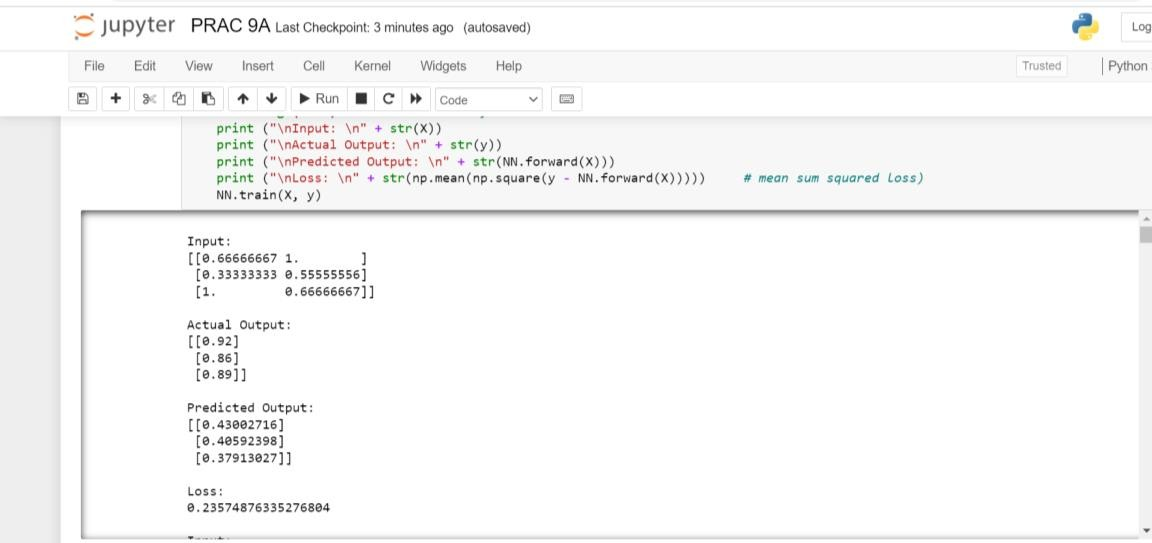 jupyter PRAC 9A Last Checkpoint: 3 minutes ago (autosaved)
Log
File Edit View Insert Cell Kernel Widgets Help
Trusted
Python
Run
Code
print ("\nInput: \n" + str(X))
print ("\nActual Output: \n" + str(y))
print ("\nPredicted Output: \n" + str(NN.forward(X)))
print ("\nLoss: \n" + str(np.mean(np.square(y - NN.forward(X))))) # mean sum squared Loss)
NN.train(X, y)
Input:
[[0.66666667 1. ]
[0.33333333 0.55555556]
[1. 0.66666667]]
Actual Output:
[[0.92]
[0.86]
[0.89]]
Predicted Output:
[[0.43002716]
[0.40592398]
[0.37913027]]
Loss:
0.23574876335276804